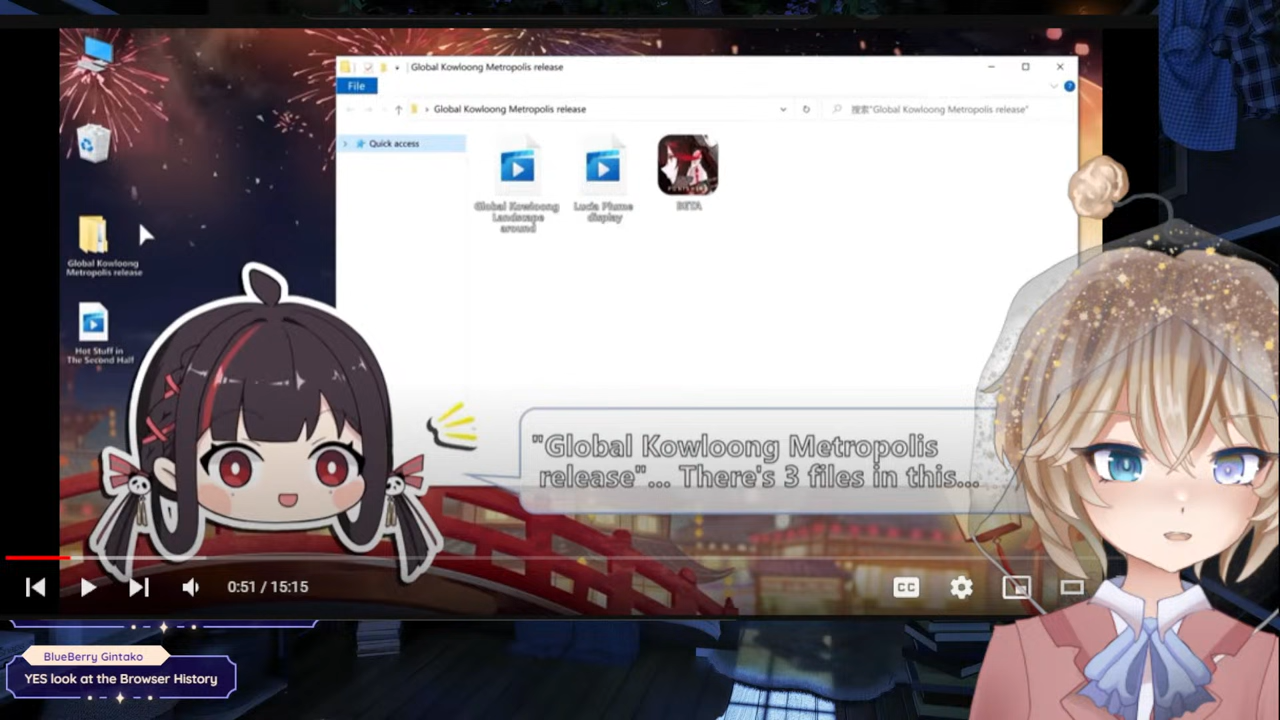 Global Kowloong Metropolis release
File
Global Kowloong Metropolis release
搜索"Global Kowloong Metropolis release"
Quick access
Global Kowloong
Landscape
around
Lucia Plume
display
BETA
Global Kowloong
Metropolis release
Hot Stuff in
The Second Half
"Global Kowloong Metropolis
release"... There's 3 files in this...
0:51 / 15:15
CC
BlueBerry Gintako
YES look at the Browser History